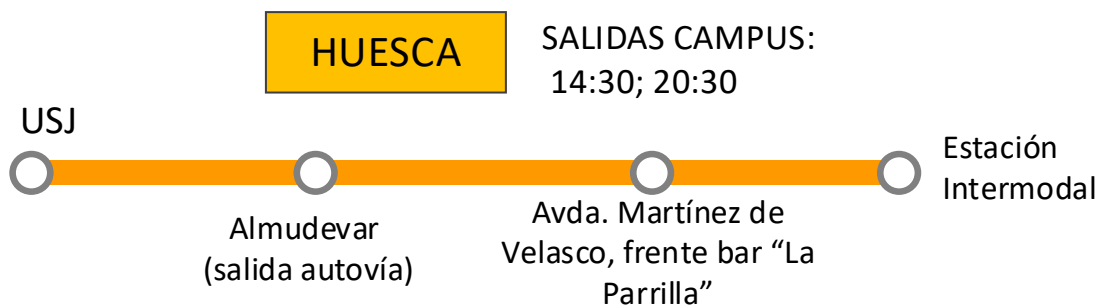 HUESCA
SALIDAS CAMPUS:
14:30; 20:30
USJ
Almudevar
(salida autovía)
Avda. Martínez de
Velasco, frente bar “La
Parrilla”
Estación
Intermodal